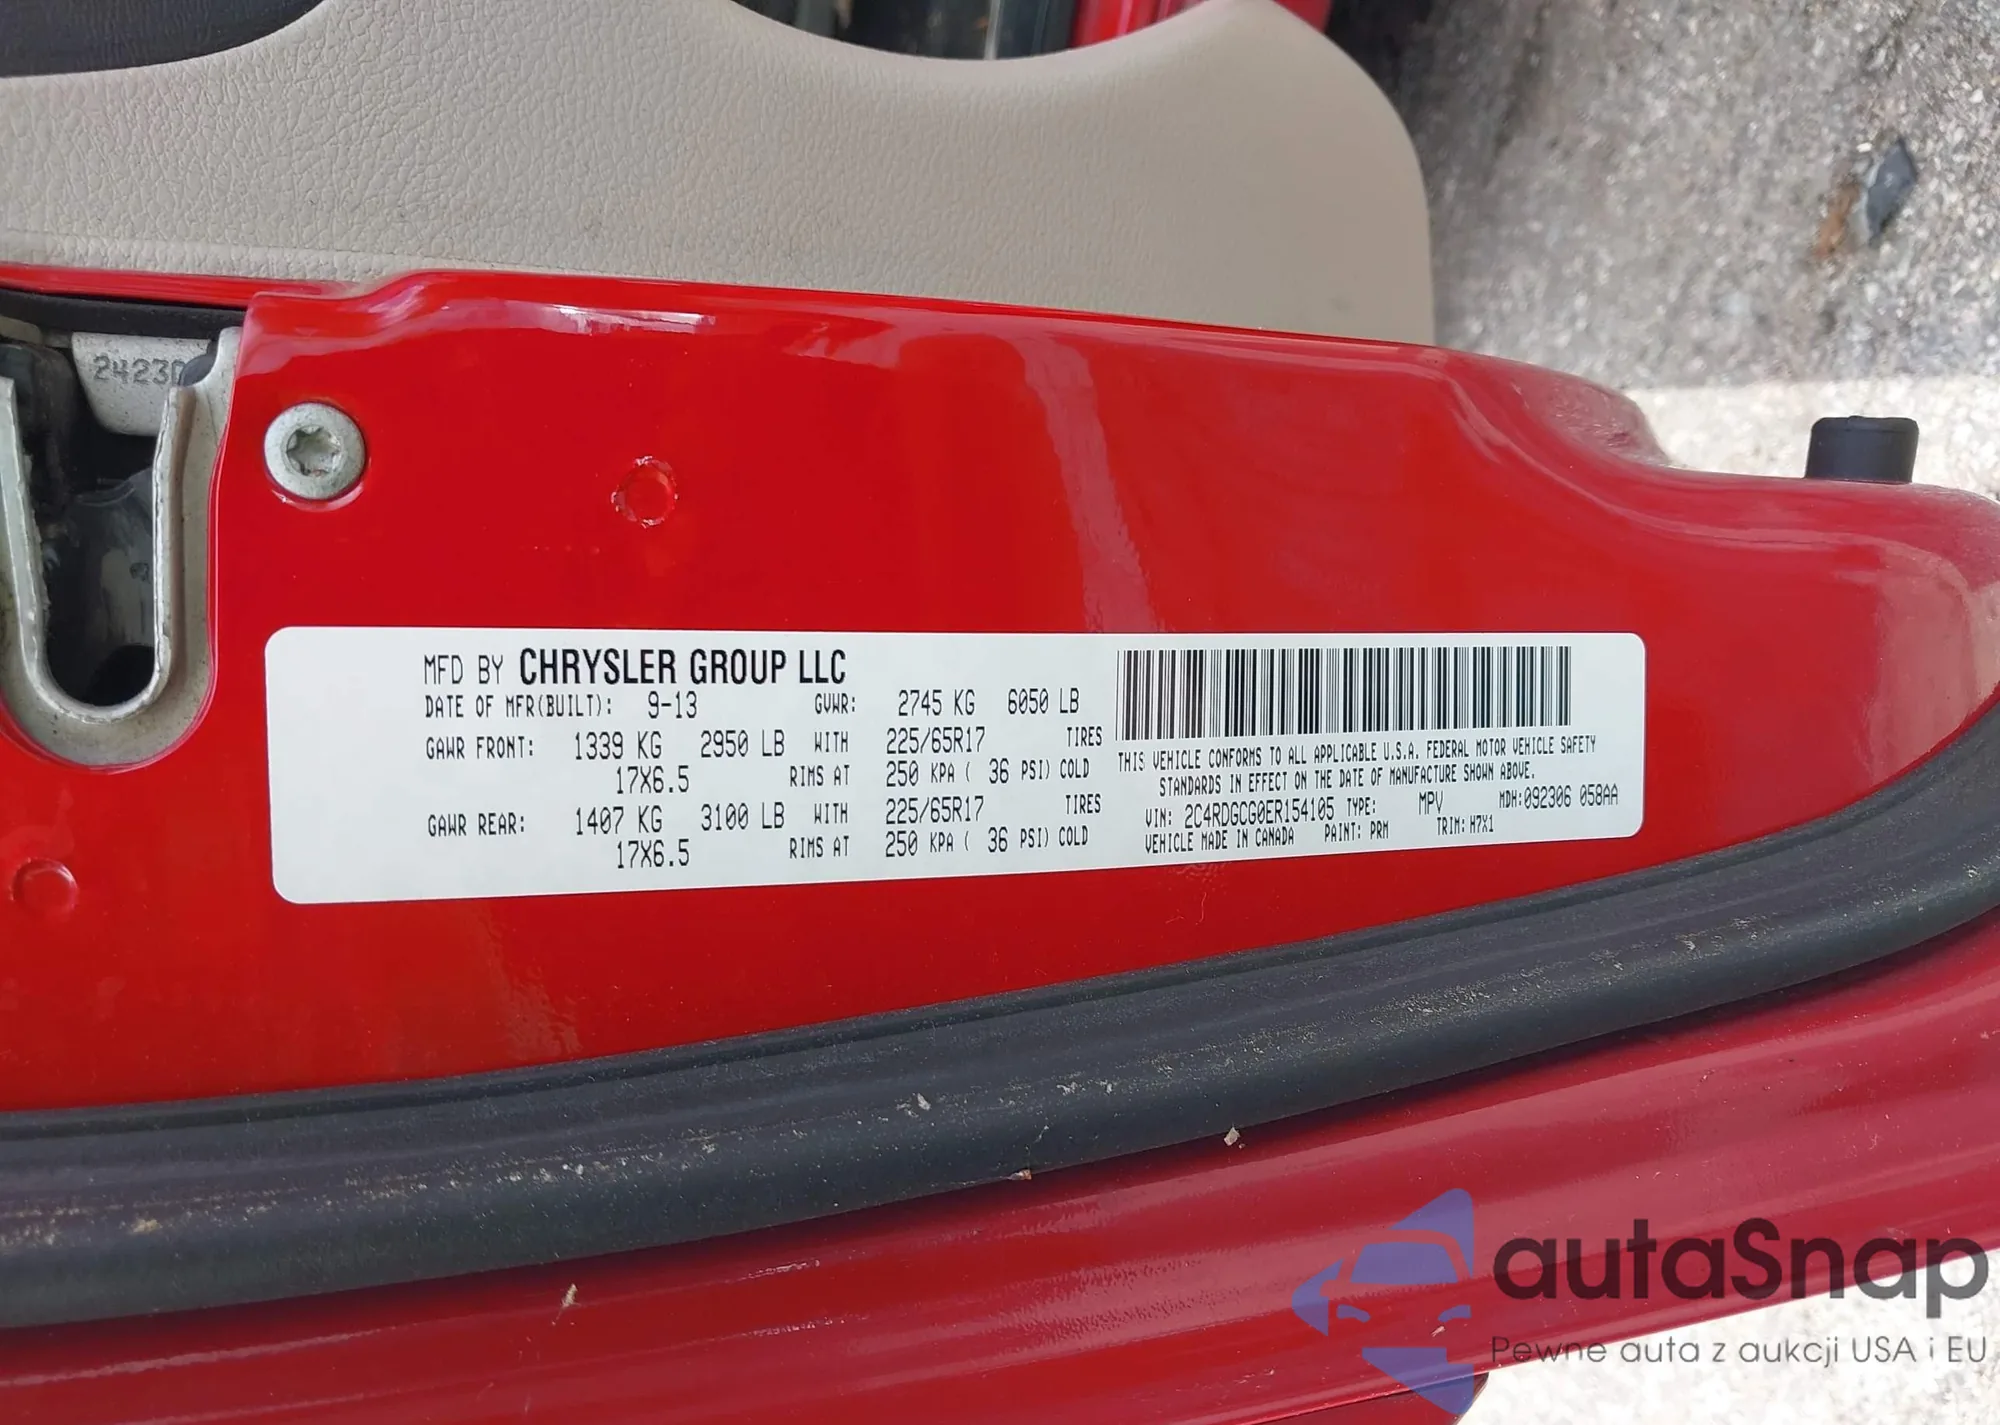 24230
MFD BY CHRYSLER GROUP LLC
DATE OF MFR(BUILT): 9-13 GVWR: 2745 KG 6050 LB
GAWR FRONT: 1339 KG 2950 LB WITH 225/65R17 TIRES
17X6.5 RIMS AT 250 KPA ( 36 PSI) COLD
GAWR REAR: 1407 KG 3100 LB WITH 225/65R17 TIRES
17X6.5 RIMS AT 250 KPA ( 36 PSI) COLD
THIS VEHICLE CONFORMS TO ALL APPLICABLE U.S.A. FEDERAL MOTOR VEHICLE SAFETY
STANDARDS IN EFFECT ON THE DATE OF MANUFACTURE SHOWN ABOVE.
VIN: 2C4RDGCG0ER154105 TYPE: MPV MDH:092306 058AA
VEHICLE MADE IN CANADA PAINT: PRM TRIM: H7X1
autaSnap
Pewne auta z aukcji USA i EU